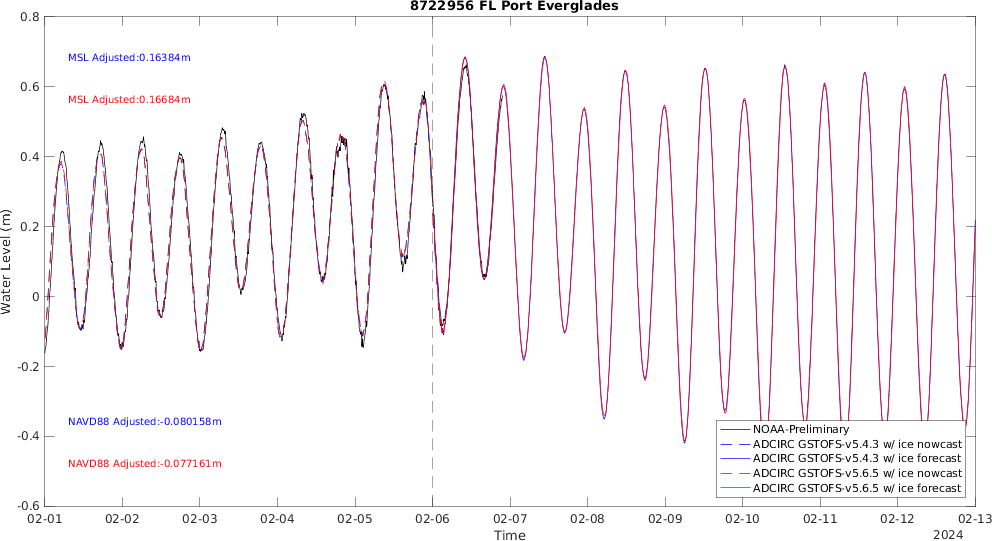 8722956 FL Port Everglades
0.8
0.6
0.4
0.2
0
-0.2
-0.4
-0.6
Water Level (m)
MSL Adjusted:0.16384m
MSL Adjusted:0.16684m
NAVD88 Adjusted:-0.080158m
NAVD88 Adjusted:-0.077161m
NOAA-Preliminary
ADCIRC GSTOFS-v5.4.3 w/ ice nowcast
ADCIRC GSTOFS-v5.4.3 w/ ice forecast
ADCIRC GSTOFS-v5.6.5 w/ ice nowcast
ADCIRC GSTOFS-v5.6.5 w/ ice forecast
02-01 02-02 02-03 02-04 02-05 02-06 02-07 02-08 02-09 02-10 02-11 02-12 02-13
Time
2024